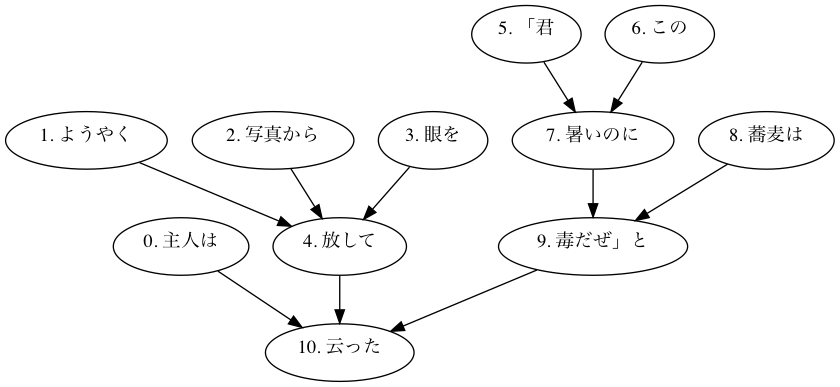 5. 「君
6. この
1. ようやく
2. 写真から
3. 眼を
7. 暑いのに
8. 蕎麦は
0. 主人は
4. 放して
9. 毒だぜ」と
10. 云った